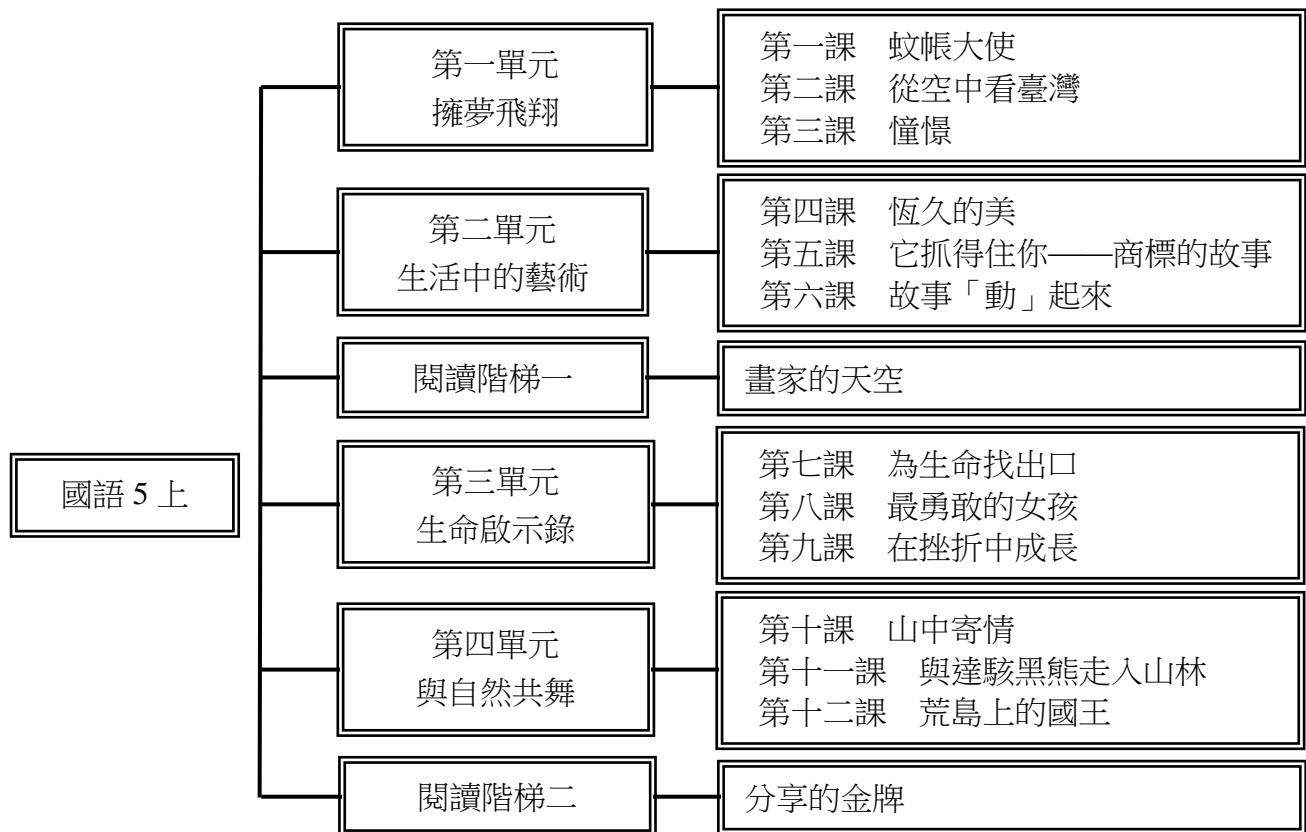 國語 5 上
第一單元
擁夢飛翔
第一課 蚊帳大使
第二課 從空中看臺灣
第三課 憧憬
第二單元
生活中的藝術
第四課 恆久的美
第五課 它抓得住你——商標的故事
第六課 故事「動」起來
閱讀階梯一
畫家的天空
第三單元
生命啟示錄
第七課 為生命找出口
第八課 最勇敢的女孩
第九課 在挫折中成長
第四單元
與自然共舞
第十課 山中寄情
第十一課 與達駭黑熊走入山林
第十二課 荒島上的國王
閱讀階梯二
分享的金牌